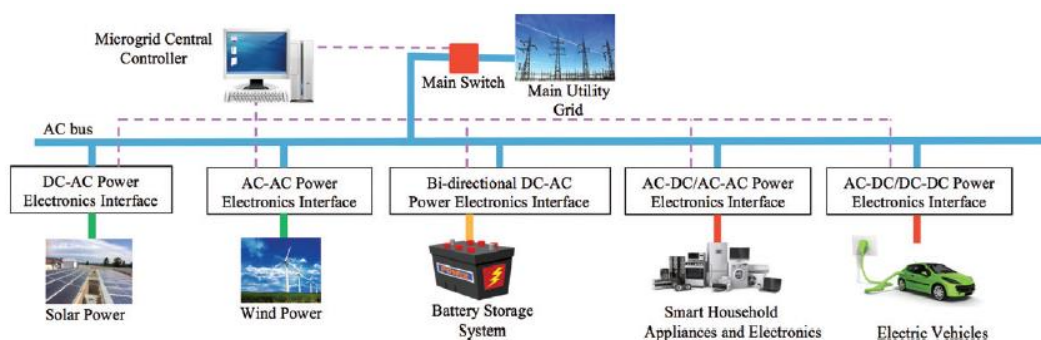 Microgrid Central
Controller
Main Switch
Main Utility
Grid
AC bus
DC-AC Power
Electronics Interface
AC-AC Power
Electronics Interface
Bi-directional DC-AC
Power Electronics Interface
AC-DC/AC-AC Power
Electronics Interface
AC-DC/DC-DC Power
Electronics Interface
Solar Power
Wind Power
Battery Storage
System
Smart Household
Appliances and Electronics
Electric Vehicles